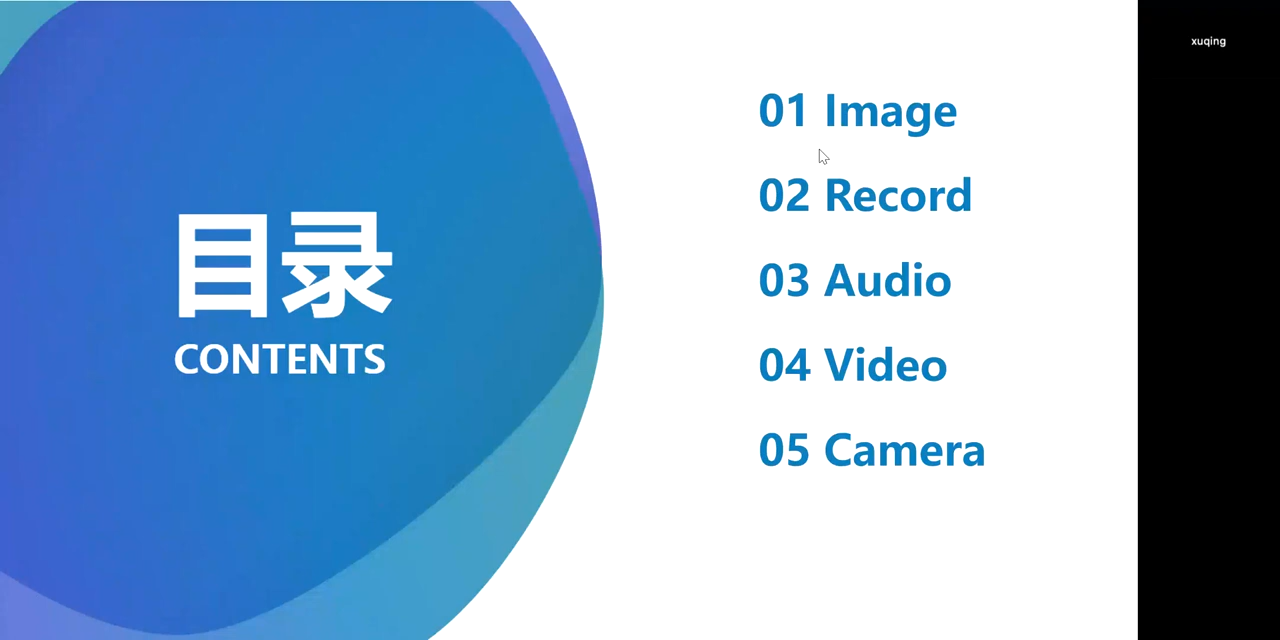 目录
CONTENTS
01 Image
02 Record
03 Audio
04 Video
05 Camera
xuqing